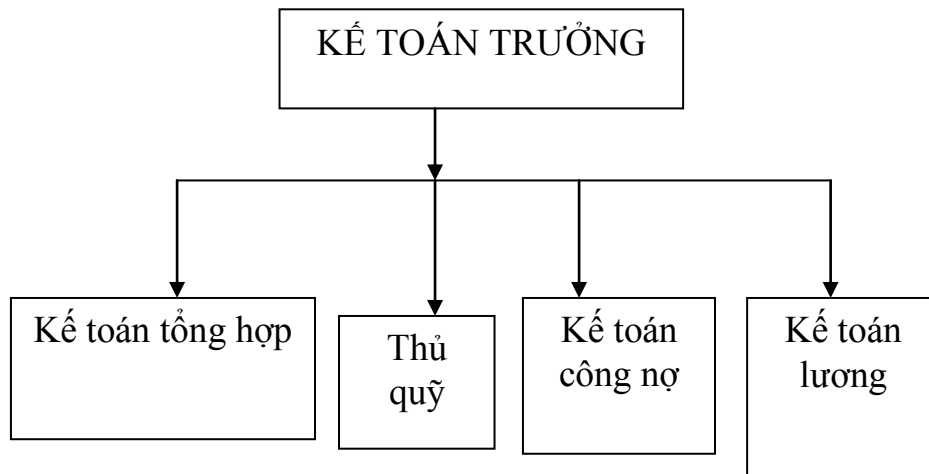 KẾ TOÁN TRƯỞNG
Kế toán tổng hợp
Thủ
quỹ
Kế toán
công nợ
Kế toán
lương